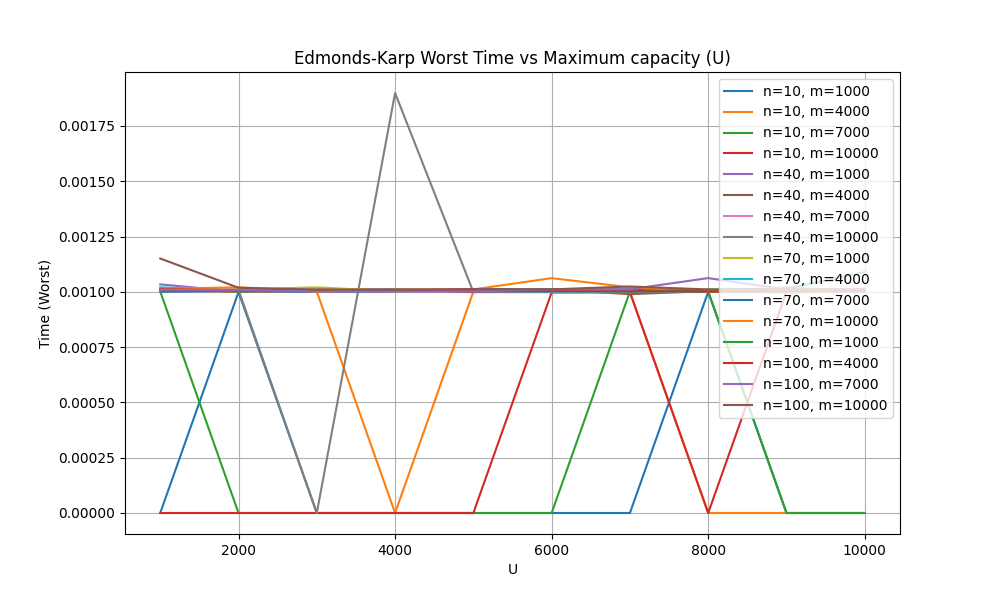 Edmonds-Karp Worst Time vs Maximum capacity (U)
Time (Worst)
0.00175
0.00150
0.00125
0.00100
0.00075
0.00050
0.00025
0.00000
2000
4000
6000
8000
10000
U
n=10, m=1000
n=10, m=4000
n=10, m=7000
n=10, m=10000
n=40, m=1000
n=40, m=4000
n=40, m=7000
n=40, m=10000
n=70, m=1000
n=70, m=4000
n=70, m=7000
n=70, m=10000
n=100, m=1000
n=100, m=4000
n=100, m=7000
n=100, m=10000